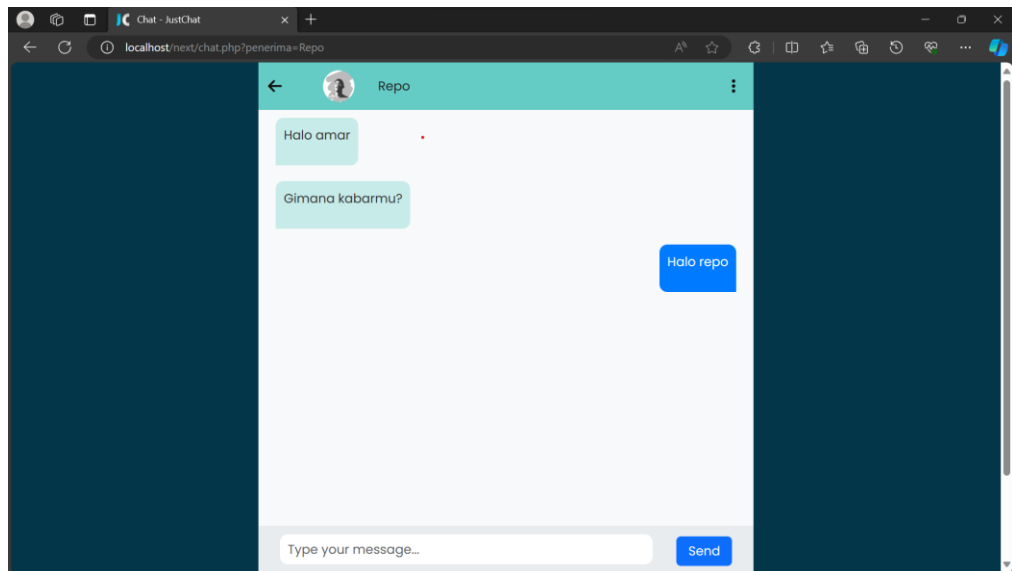 Chat - JustChat
localhost/next/chat.php?penerima=Repo
Repo
Halo amar
Gimana kabarmu?
Halo repo
Type your message...
Send